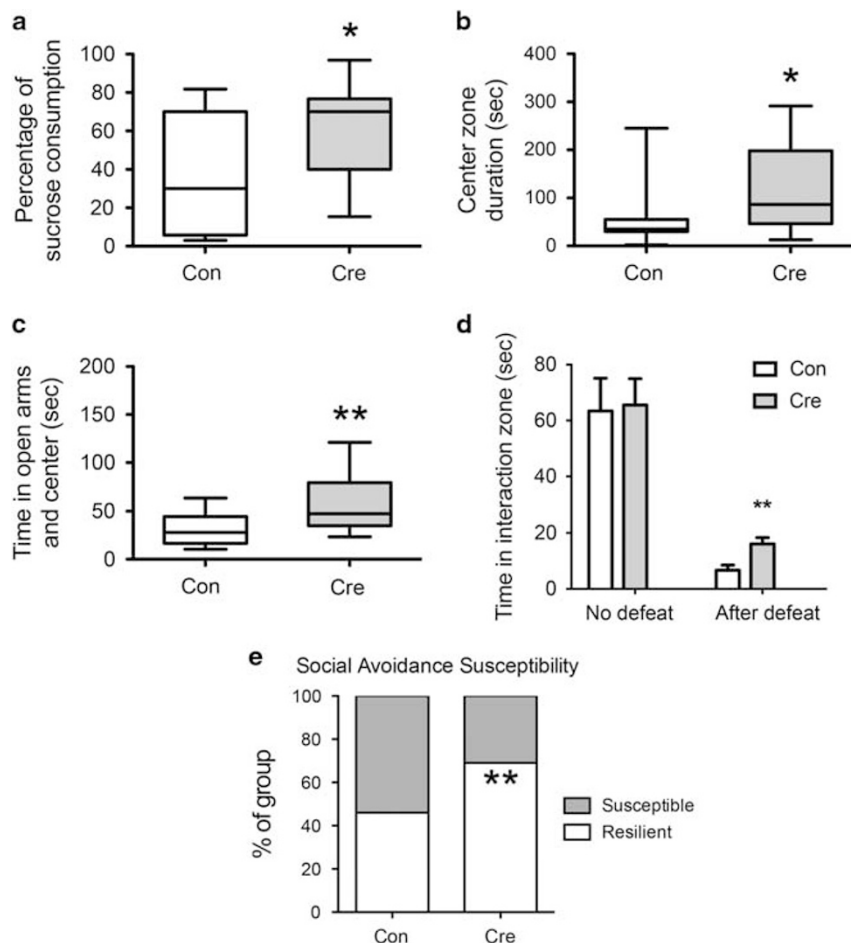 a
Percentage of
sucrose consumption
100
80
60
40
20
0
*
Con
Cre
b
Center zone
duration (sec)
400
300
200
100
0
*
Con
Cre
c
Time in open arms
and center (sec)
200
150
100
50
0
**
Con
Cre
d
Time in interaction zone (sec)
80
60
40
20
0
Con
Cre
**
No defeat
After defeat
e
Social Avoidance Susceptibility
% of group
100
80
60
40
20
0
**
Susceptible
Resilient
Con
Cre